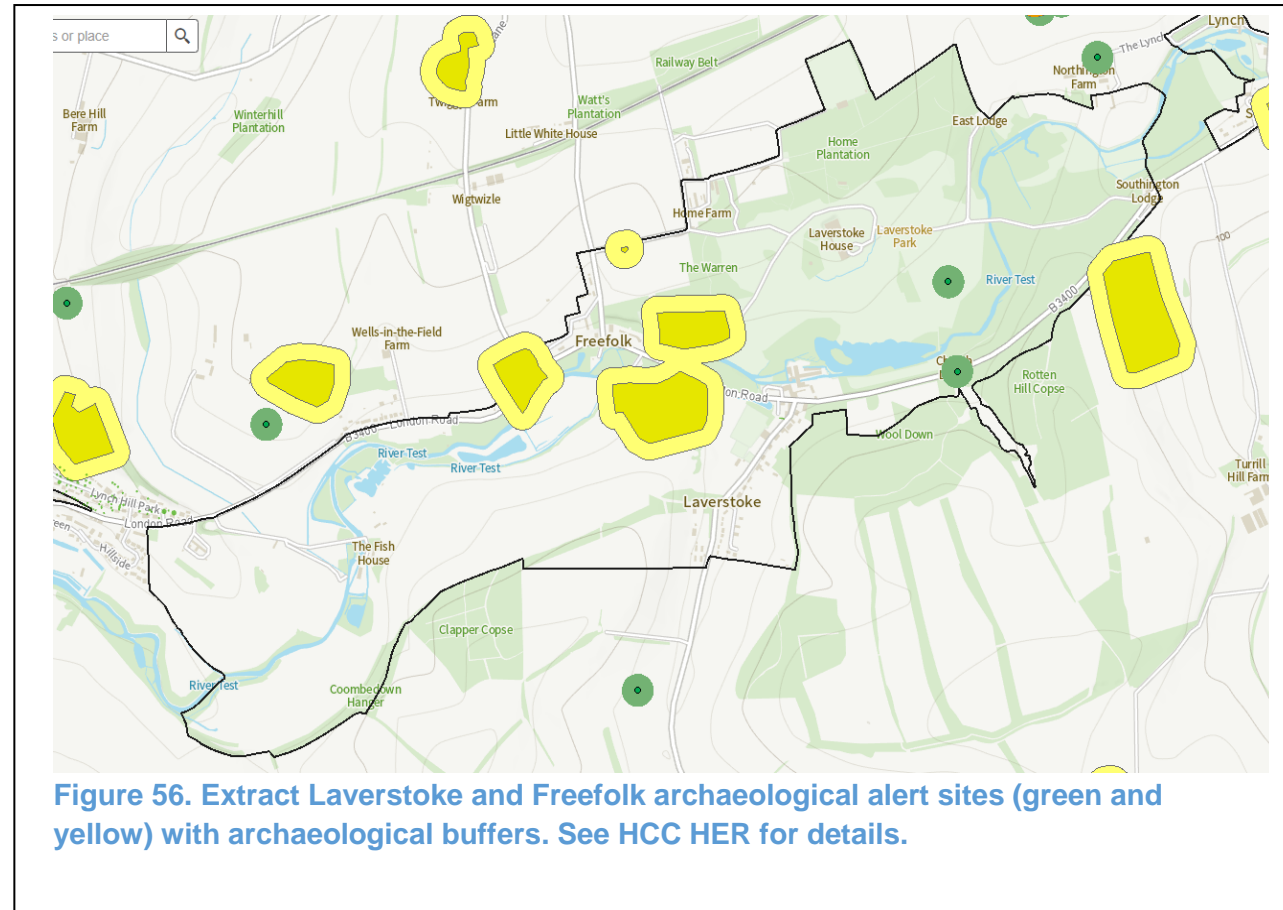 s or place
Lynch
The Lynch
Railway Belt
Northington
Farm
Bere Hill
Farm
Winterhill
Plantation
Watt's
Plantation
Little White House
East Lodge
Home
Plantation
Wigtwizle
Southington
Lodge
Home Farm
Laverstoke
House
Laverstoke
Park
100
The Warren
River Test
B3400
Wells-in-the-Field
Farm
Freefolk
Rotten
Hill Copse
Road
B3400 London Road
Wool Down
River Test
River Test
Turrill
Hill Farm
Lynch Hill Park
London Road
Laverstoke
Hillside
The Fish
House
Clapper Copse
River Test
Coombedown
Hanger
Figure 56. Extract Laverstoke and Freefolk archaeological alert sites (green and
yellow) with archaeological buffers. See HCC HER for details.